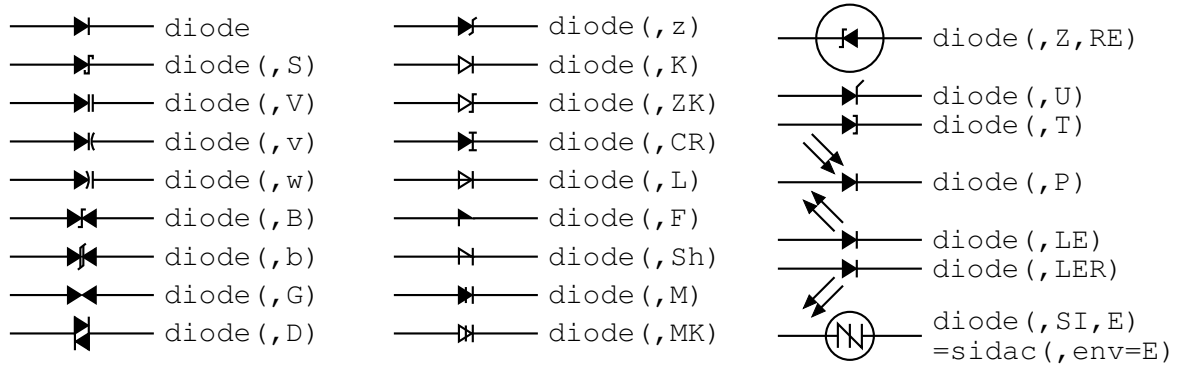 diode
diode(,S)
diode(,V)
diode(,v)
diode(,w)
diode(,B)
diode(,b)
diode(,G)
diode(,D)
diode(,z)
diode(,K)
diode(,ZK)
diode(,CR)
diode(,L)
diode(,F)
diode(,Sh)
diode(,M)
diode(,MK)
diode(,Z,RE)
diode(,U)
diode(,T)
diode(,P)
diode(,LE)
diode(,LER)
diode(,SI,E)
=sidac(,env=E)